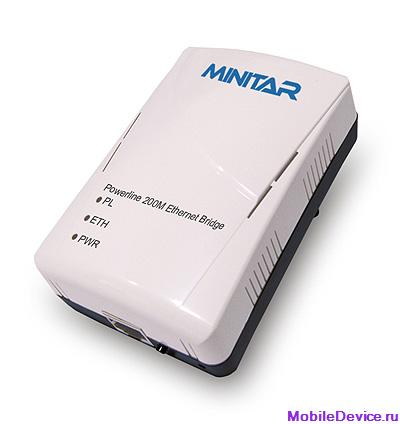 MINITAR
Powerline 200M Ethernet Bridge
PL
ETH
PWR
MobileDevice.ru